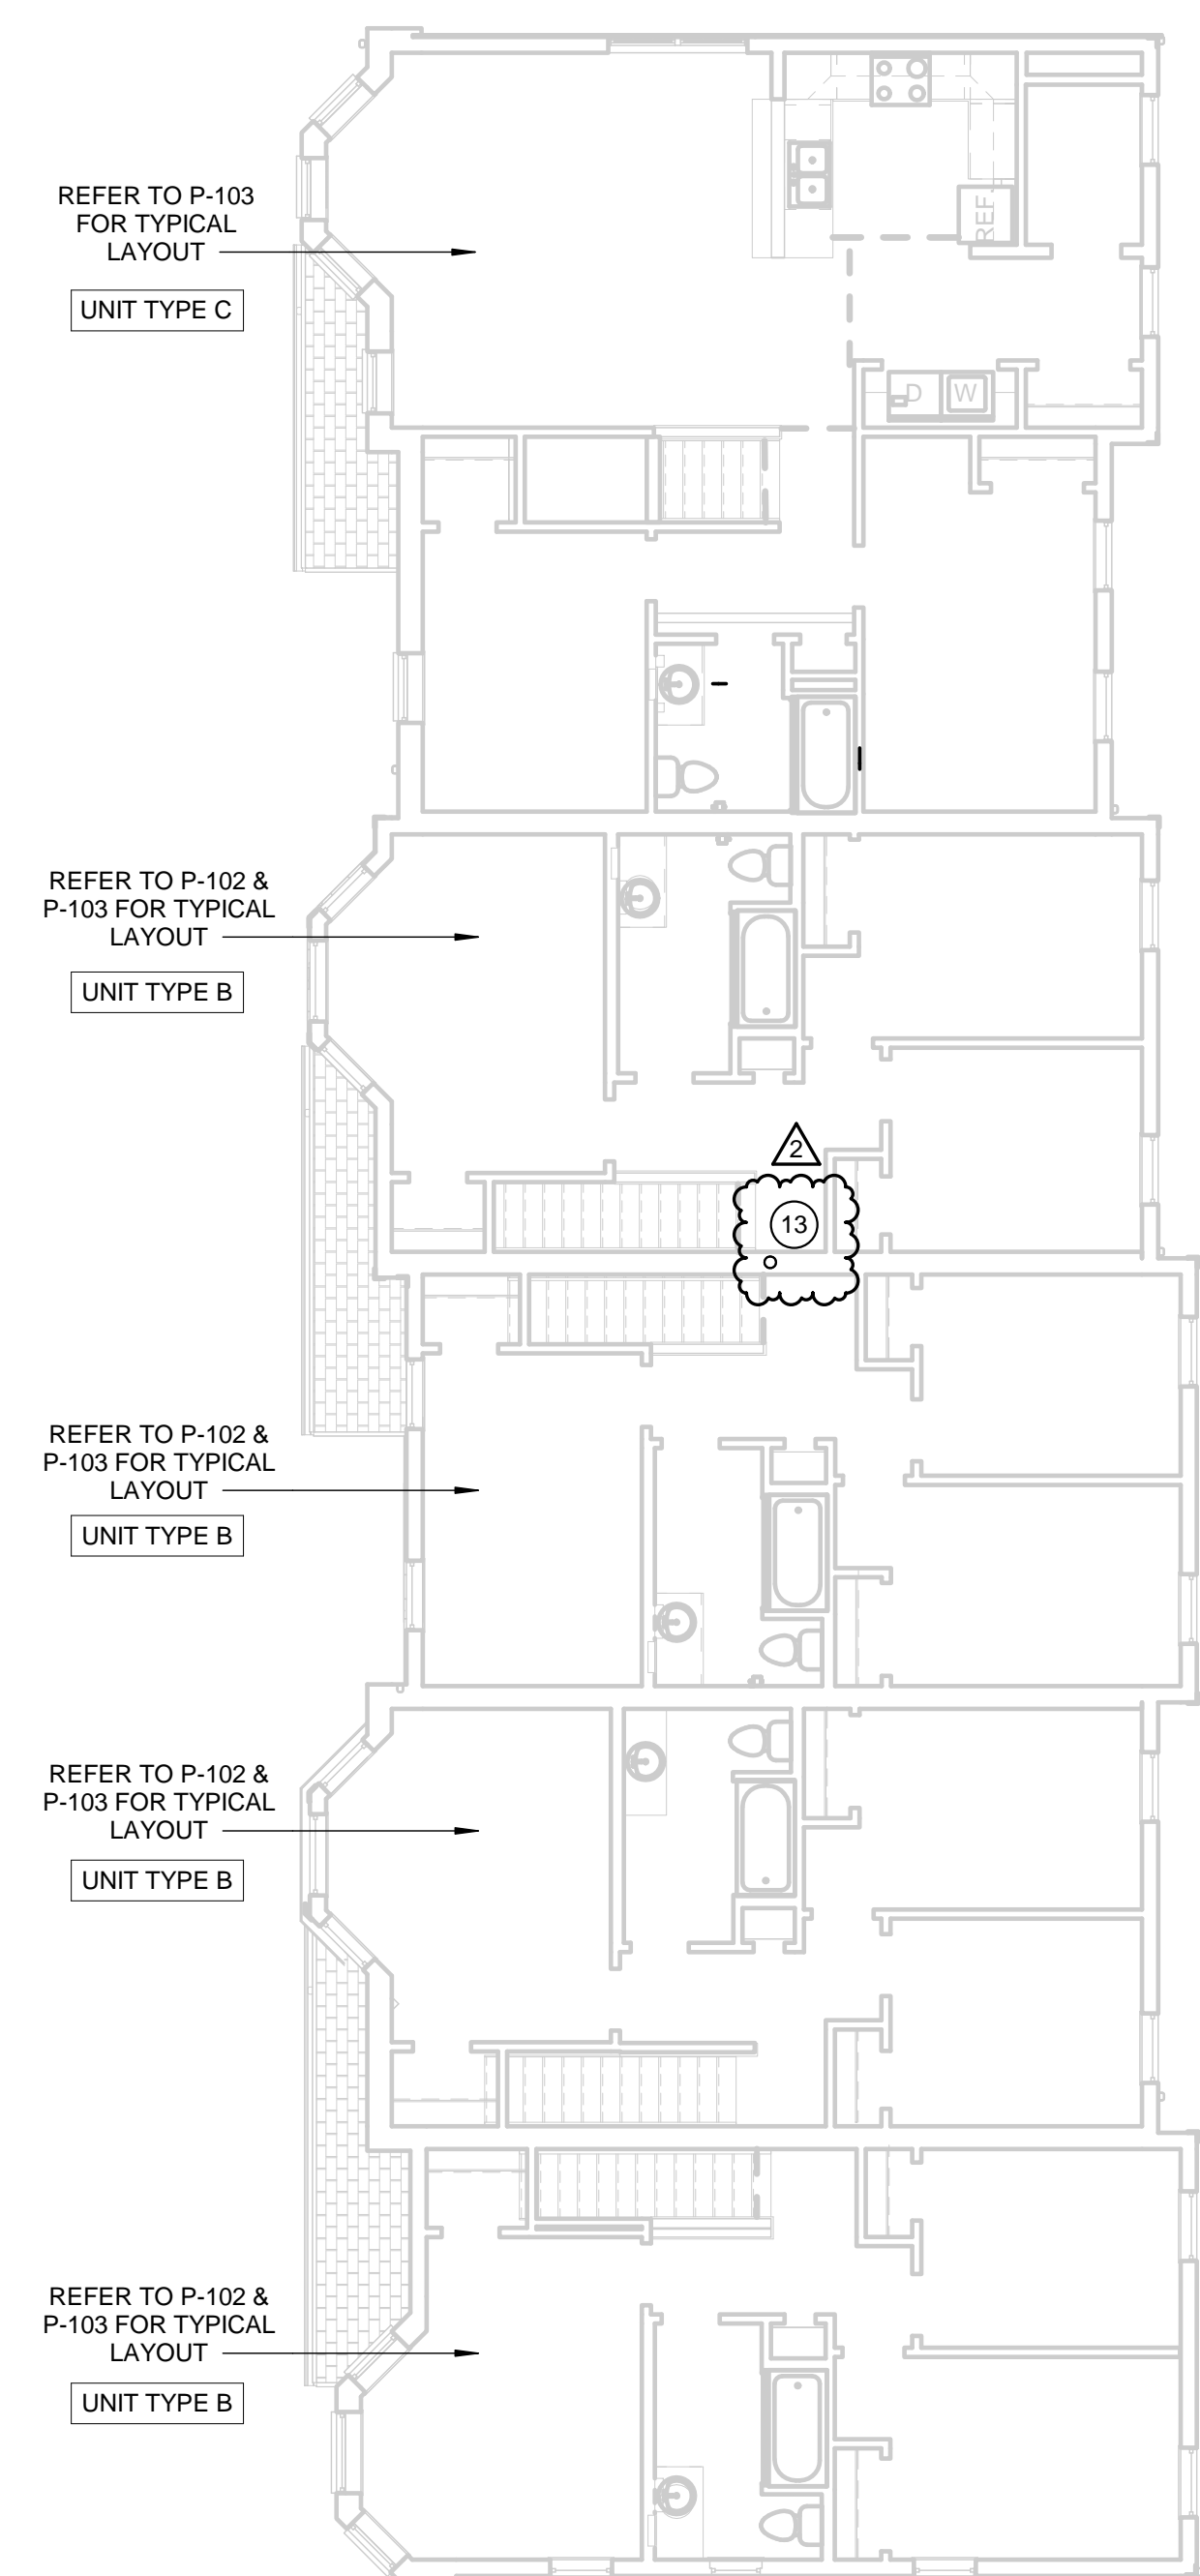 REFER TO P-103
FOR TYPICAL
LAYOUT
UNIT TYPE C
REF
D
W
REFER TO P-102 &
P-103 FOR TYPICAL
LAYOUT
UNIT TYPE B
2
13
REFER TO P-102 &
P-103 FOR TYPICAL
LAYOUT
UNIT TYPE B
REFER TO P-102 &
P-103 FOR TYPICAL
LAYOUT
UNIT TYPE B
REFER TO P-102 &
P-103 FOR TYPICAL
LAYOUT
UNIT TYPE B